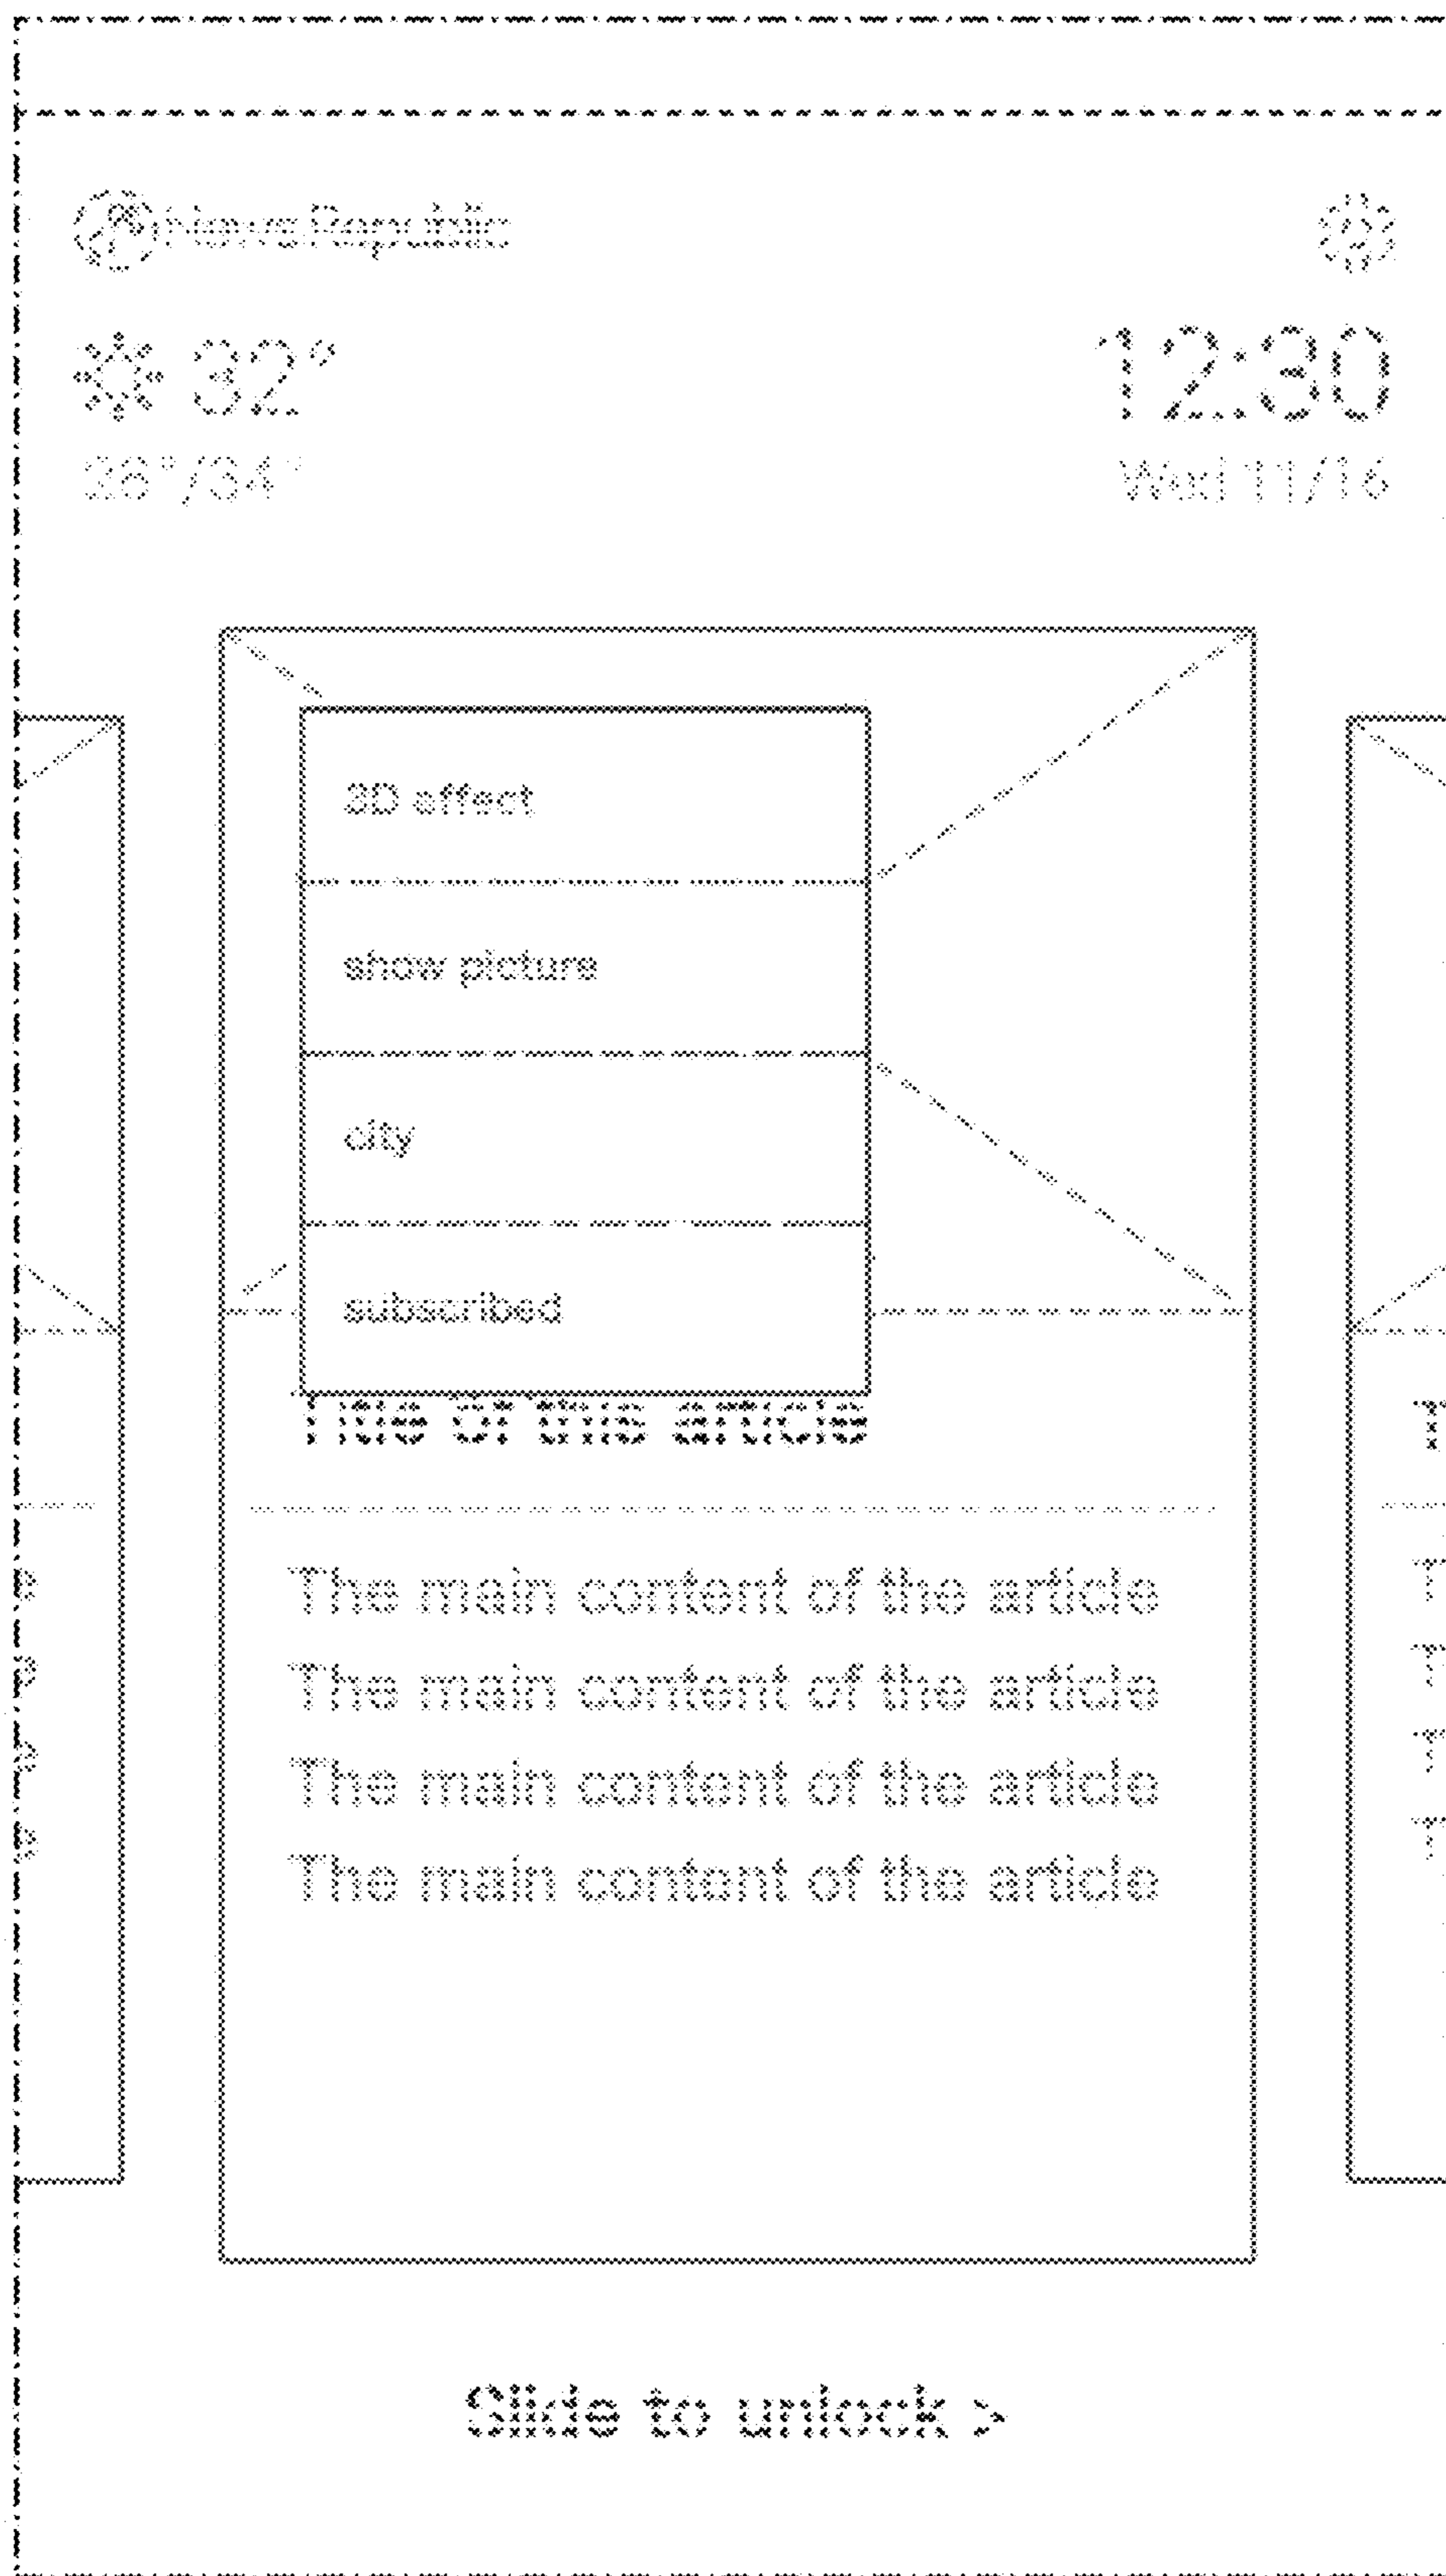 News Republic
32°
12:30
26°/34°
Wed 11/16
3D effect
show picture
city
subscribed
Title of this article
The main content of the article
The main content of the article
The main content of the article
The main content of the article
Slide to unlock >